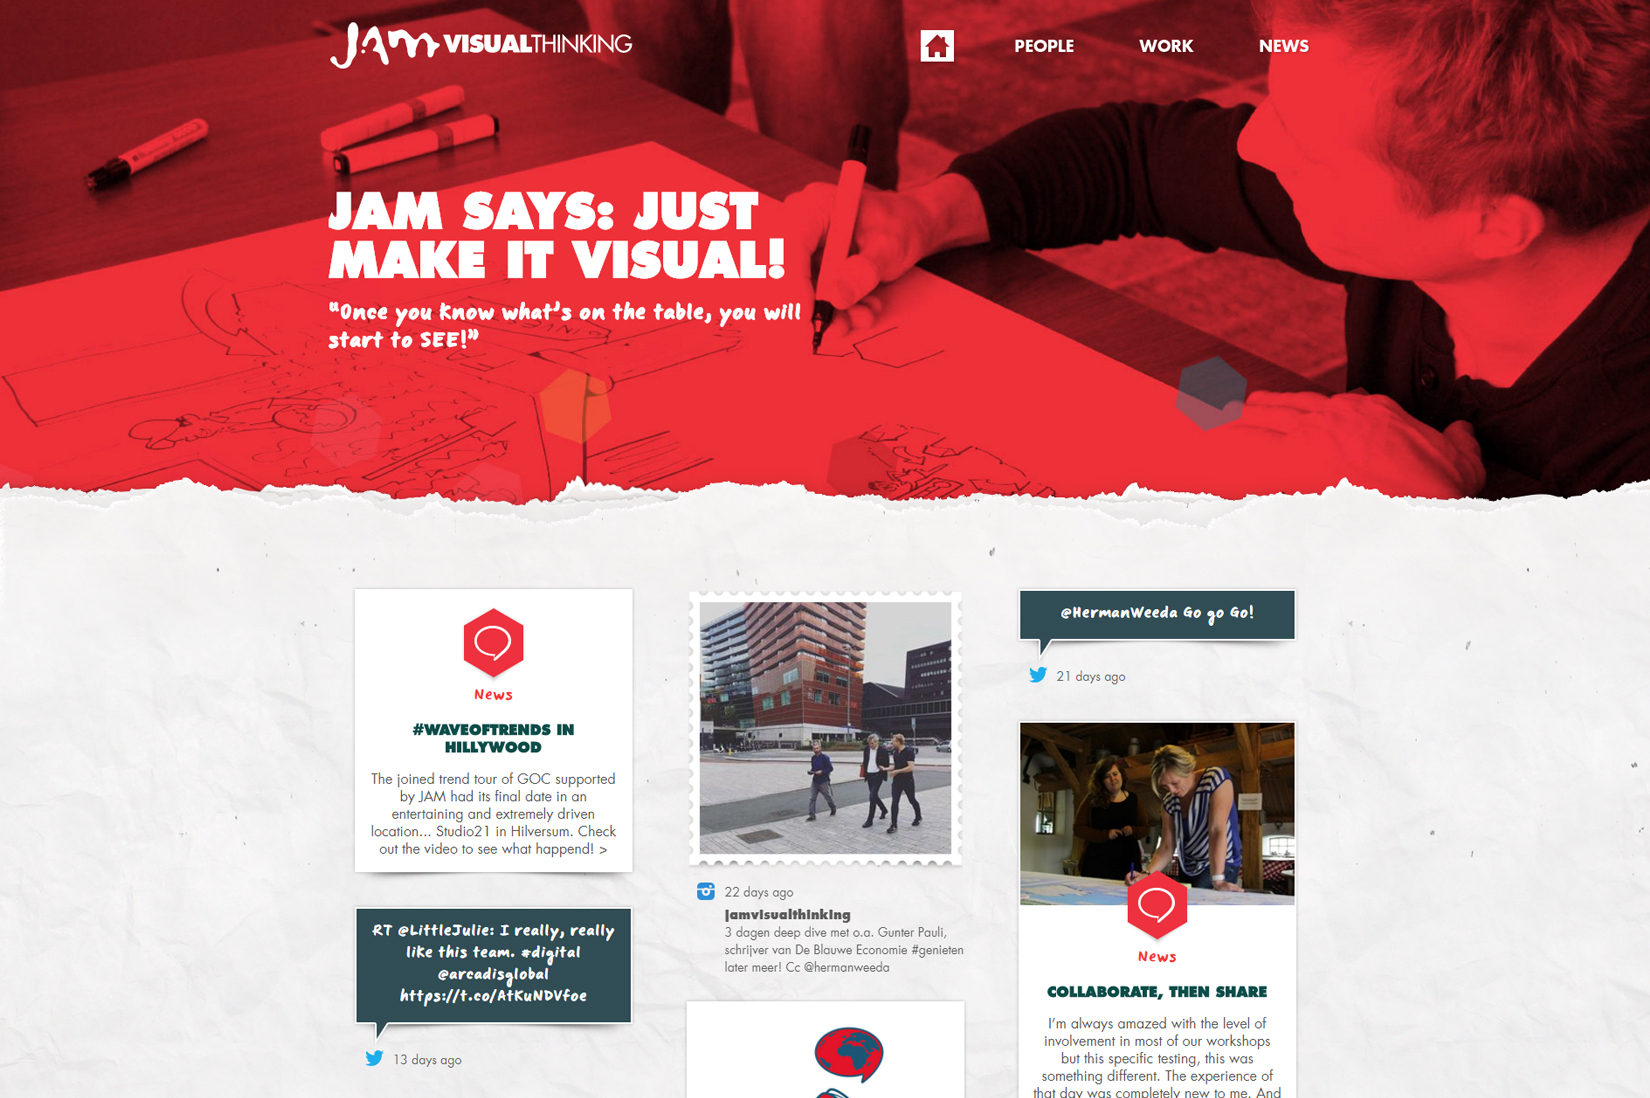 JAM VISUALTHINKING
PEOPLE
WORK
NEWS
JAM SAYS: JUST
MAKE IT VISUAL!
"Once you know what's on the table, you will
start to SEE!"
News
#WAVEOFTRENDS IN
HILLYWOOD
The joined trend tour of GOC supported
by JAM had its final date in an
entertaining and extremely driven
location... Studio21 in Hilversum. Check
out the video to see what happend! >
RT @LittleJulie: I really, really
like this team. #digital
@arcadisglobal
https://t.co/AtKuNDVfoe
13 days ago
22 days ago
jamvisualthinking
3 dagen deep dive met o.a. Gunter Pauli,
schrijver van De Blauwe Economie #genieten
later meer! Cc @hermanweeda
@HermanWeeda Go go Go!
21 days ago
News
COLLABORATE, THEN SHARE
I'm always amazed with the level of
involvement in most of our workshops
but this specific testing, this was
something different. The experience of
that day was completely new to me. And